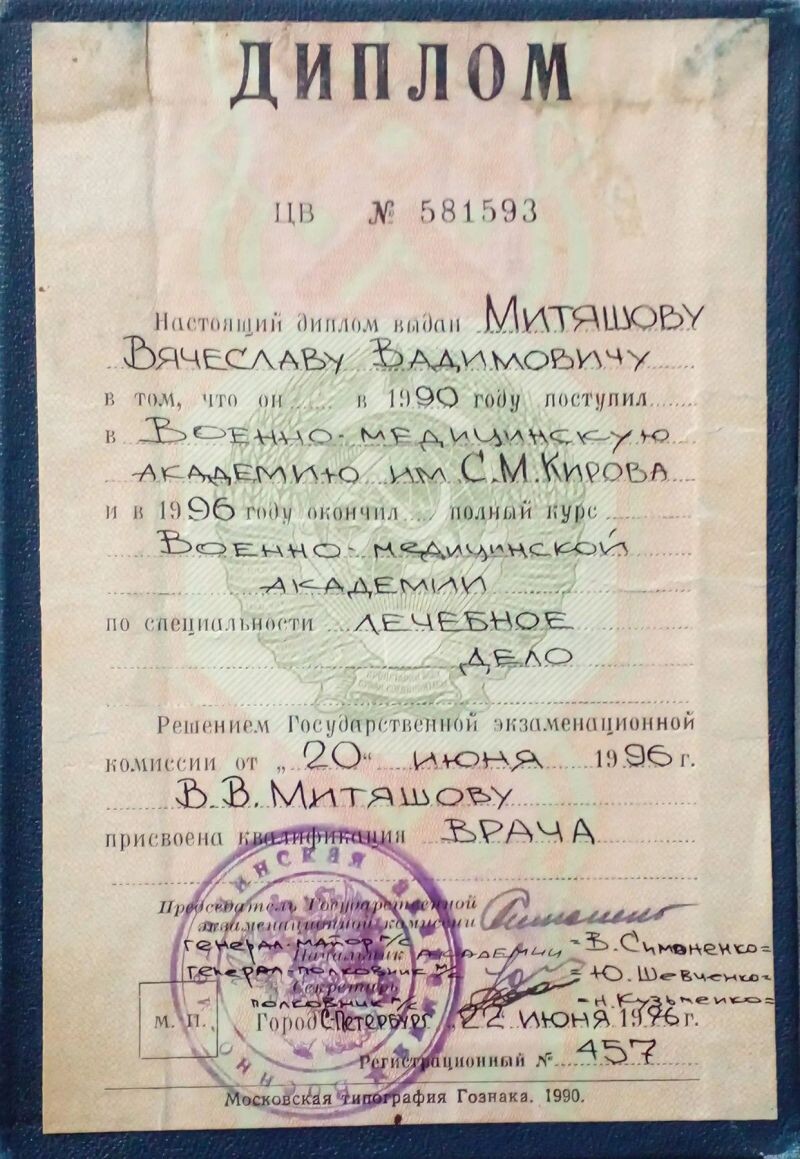 ДИПЛОМ
ЦВ № 581593
Настоящий диплом выдан Митяшову
Вячеславу Вадимовичу
в том, что он в 1990 году поступил
в Военно-медицинскую
академию им С.М.Кирова
и в 1996 году окончил полный курс
Военно-медицинской
академии
по специальности лечебное
дело
Решением Государственной экзаменационной
комиссии от „20“ июня 1996 г.
В.В.Митяшову
присвоена квалификация врача
Председатель Государственной
экзаменационной комиссии
генерал-майор м/с =В.Симоненко=
Начальник академии
генерал-полковник м/с =Ю.Шевченко=
Секретарь
полковник м/с =Н.Кузьменко=
М. П. Город С.Петербург 22 июня 1996 г.
Регистрационный № 457
Московская типография Гознака. 1990.